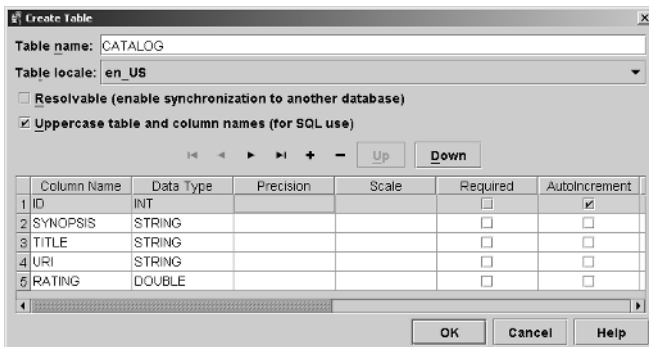 Create Table
Table name: CATALOG
Table locale: en_US
Resolvable (enable synchronization to another database)
Uppercase table and column names (for SQL use)
Up Down
Column Name Data Type Precision Scale Required AutoIncrement
1 ID INT
2 SYNOPSIS STRING
3 TITLE STRING
4 URI STRING
5 RATING DOUBLE
OK Cancel Help